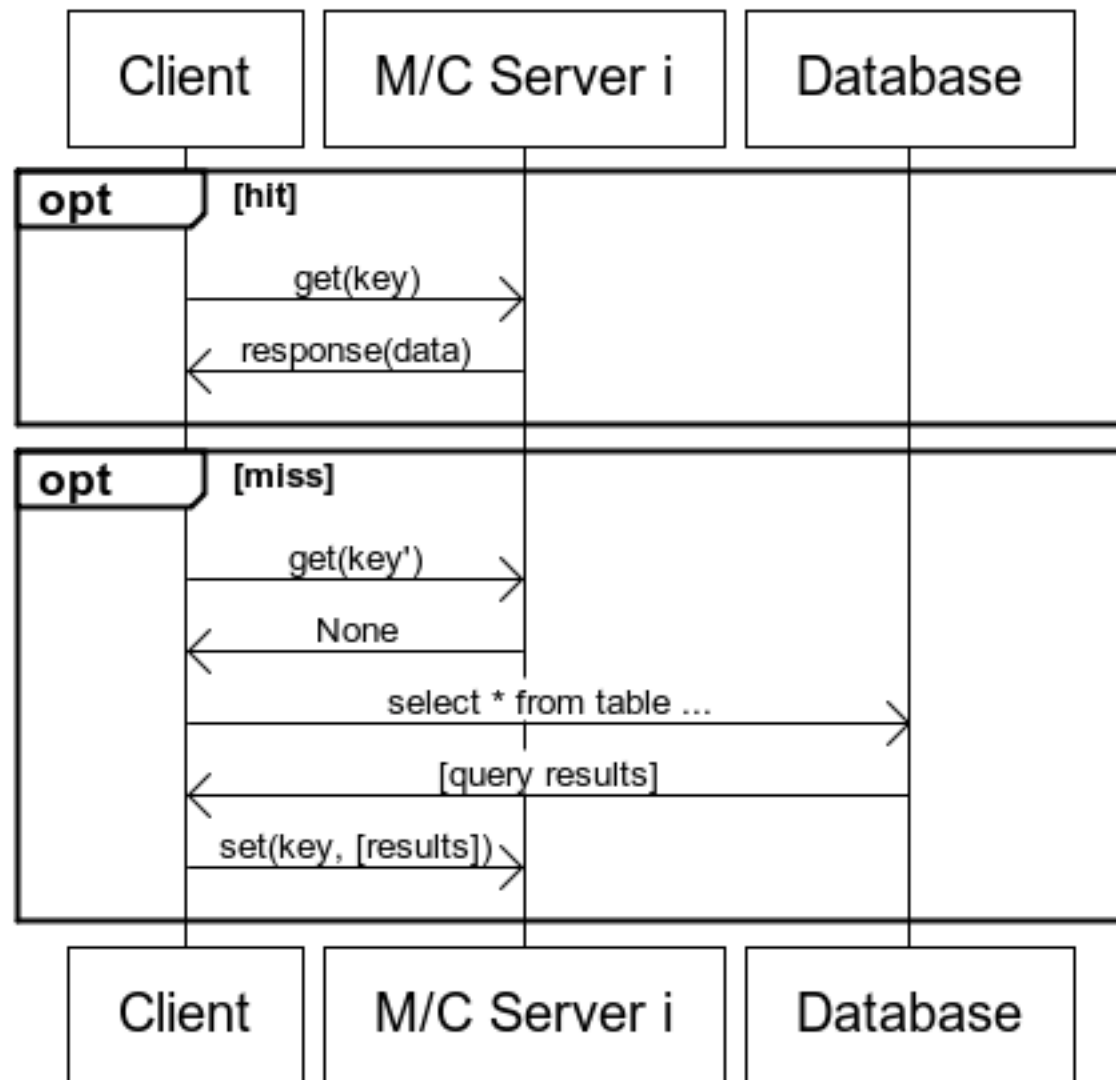 Client
M/C Server i
Database
opt
[hit]
get(key)
response(data)
opt
[miss]
get(key')
None
select * from table ...
[query results]
set(key, [results])
Client
M/C Server i
Database